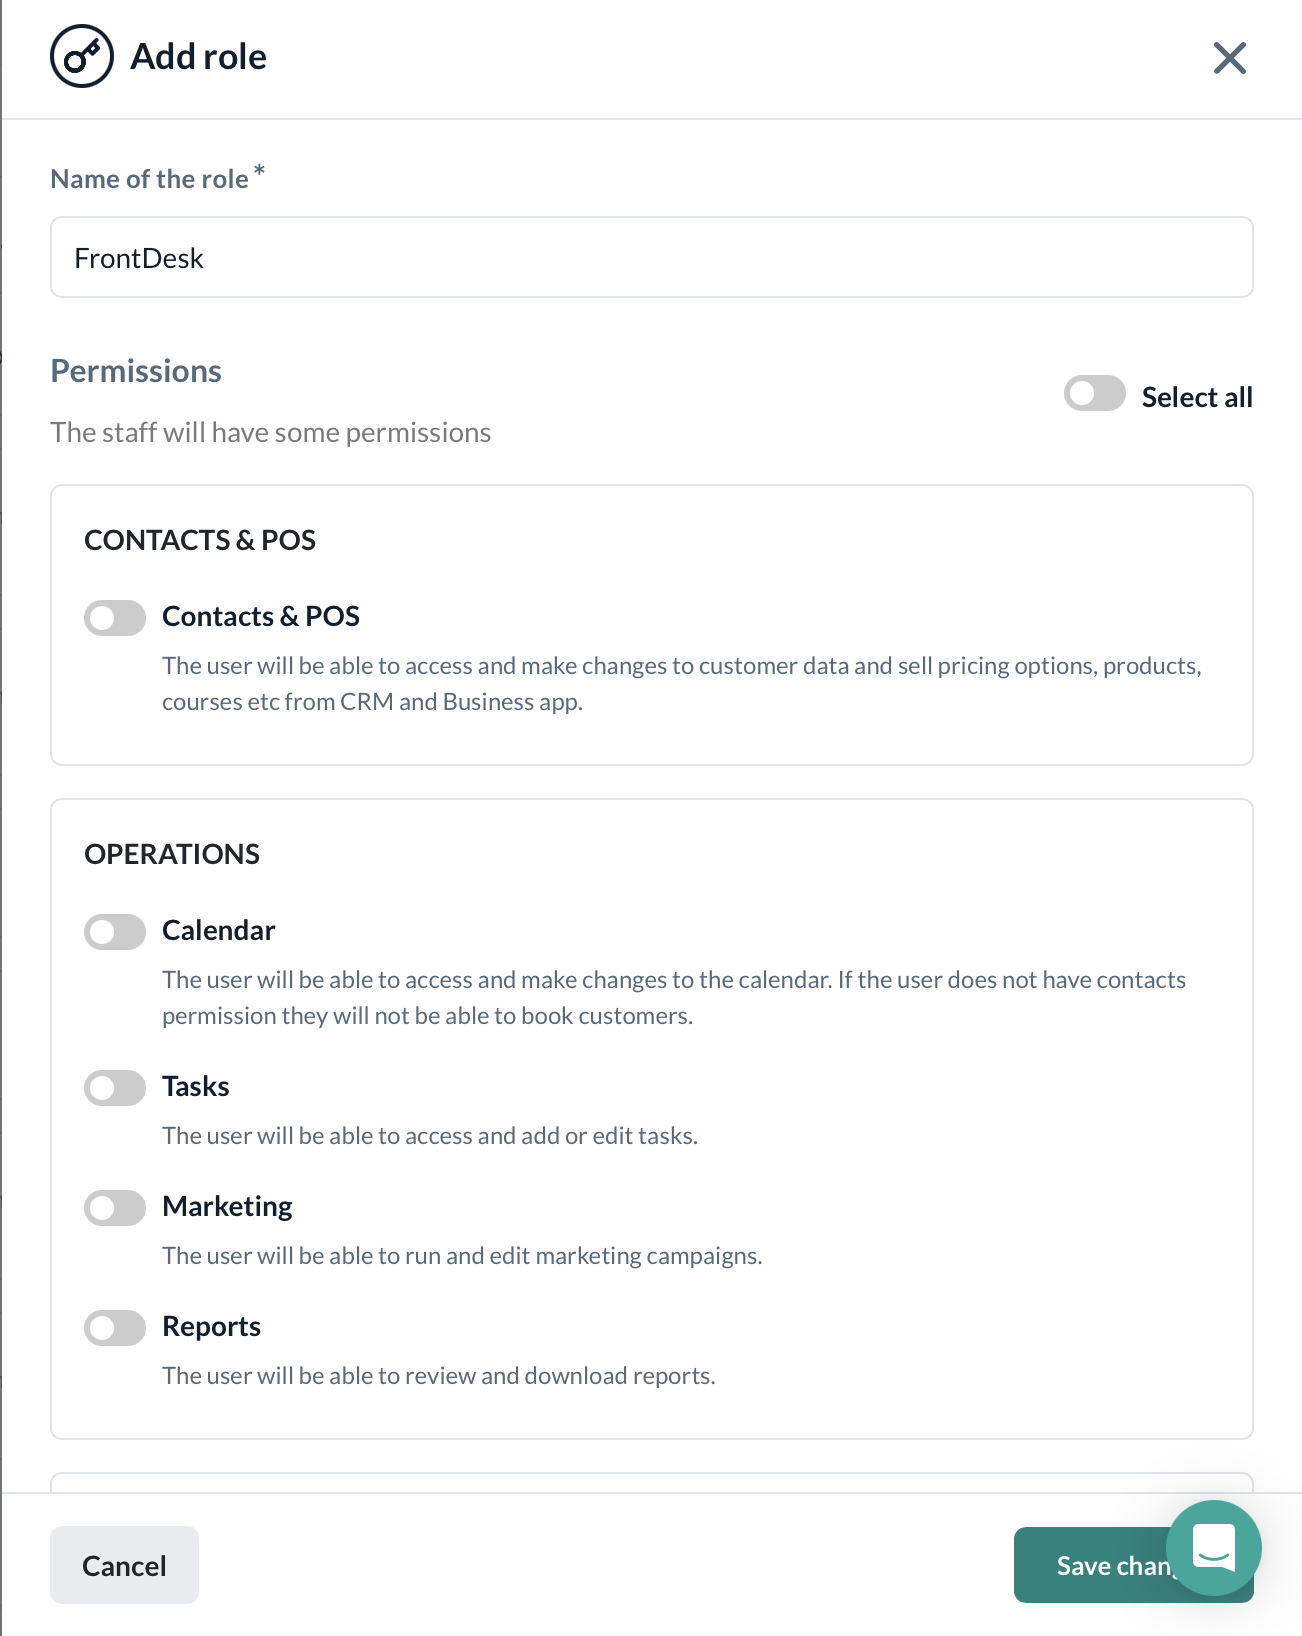 Add role
Name of the role *
FrontDesk
Permissions
Select all
The staff will have some permissions
CONTACTS & POS
Contacts & POS
The user will be able to access and make changes to customer data and sell pricing options, products,
courses etc from CRM and Business app.
OPERATIONS
Calendar
The user will be able to access and make changes to the calendar. If the user does not have contacts
permission they will not be able to book customers.
Tasks
The user will be able to access and add or edit tasks.
Marketing
The user will be able to run and edit marketing campaigns.
Reports
The user will be able to review and download reports.
Cancel
Save